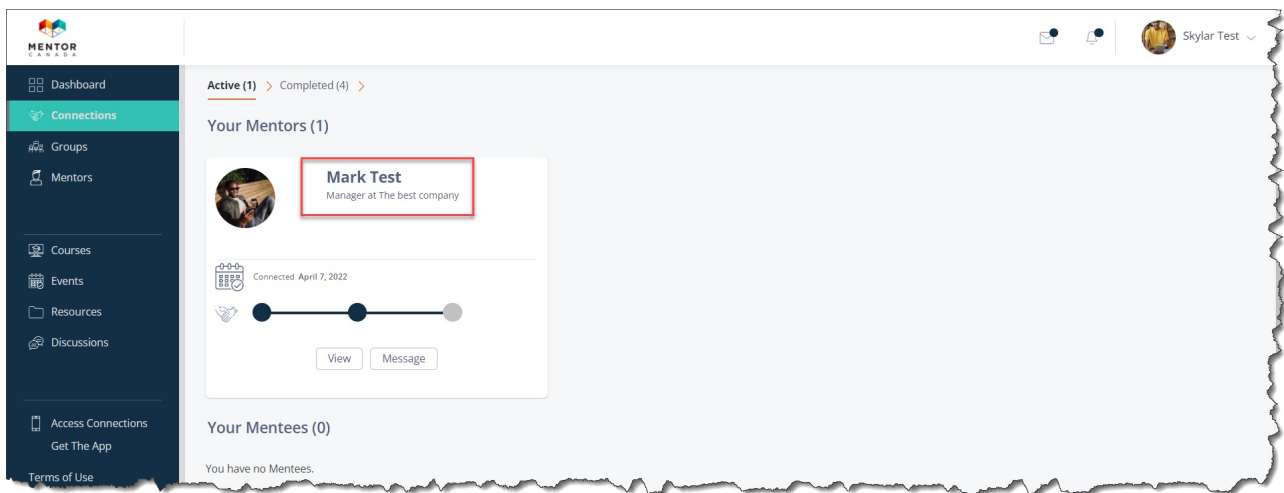 MENTOR
CANADA
Skylar Test
Dashboard
Connections
Groups
Mentors
Courses
Events
Resources
Discussions
Access Connections
Get The App
Terms of Use
Active (1) > Completed (4) >
Your Mentors (1)
Mark Test
Manager at The best company
Connected April 7, 2022
View Message
Your Mentees (0)
You have no Mentees.